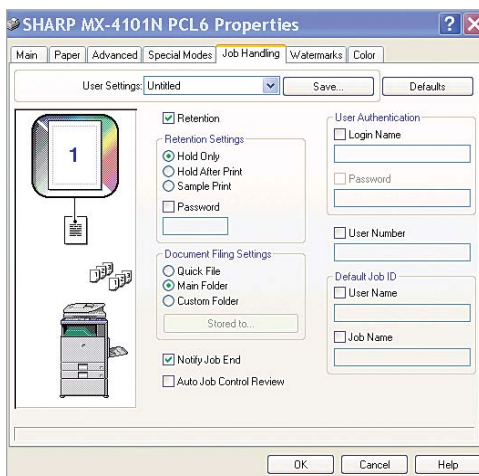 SHARP MX-4101N PCL6 Properties
Main Paper Advanced Special Modes Job Handling Watermarks Color
User Settings: Untitled Save... Defaults
1
Retention
Retention Settings
Hold Only
Hold After Print
Sample Print
Password
Document Filing Settings
Quick File
Main Folder
Custom Folder
Stored to...
Notify Job End
Auto Job Control Review
User Authentication
Login Name
Password
User Number
Default Job ID
User Name
Job Name
OK Cancel Help